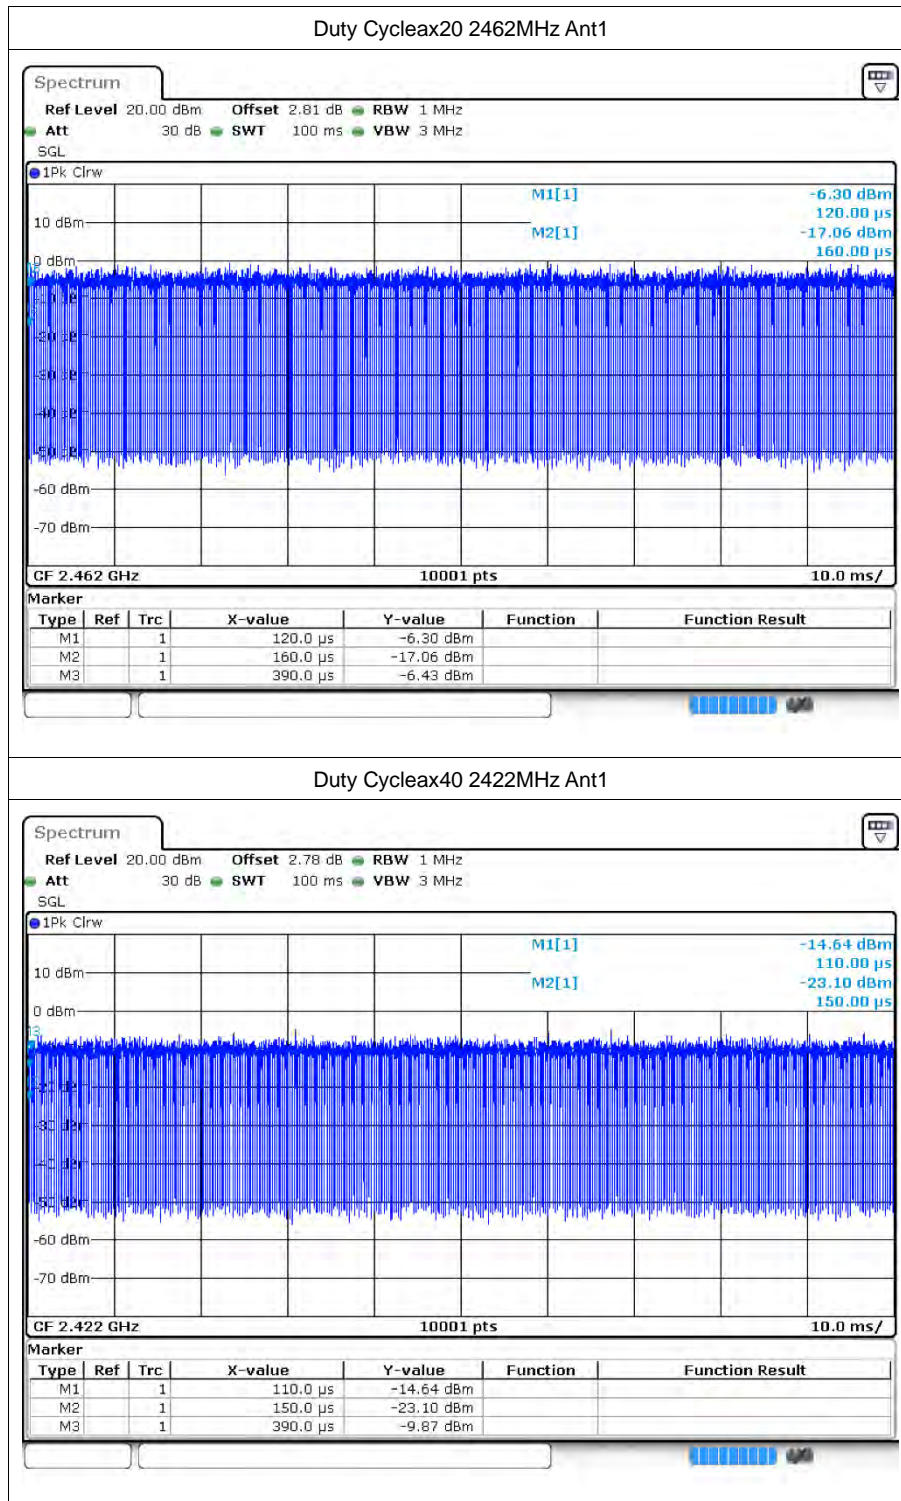 Duty Cycleax20 2462MHz Ant1
Spectrum
Ref Level 20.00 dBm Offset 2.81 dB RBW 1 MHz
Att 30 dB SWT 100 ms VBW 3 MHz
SGL
1Pk Clrw
M1[1] -6.30 dBm
120.00 µs
10 dBm
M2[1] -17.06 dBm
160.00 µs
0 dBm
-60 dBm
-70 dBm
CF 2.462 GHz 10001 pts 10.0 ms/
Marker
Type Ref Trc X-value Y-value Function Function Result
M1 1 120.0 µs -6.30 dBm
M2 1 160.0 µs -17.06 dBm
M3 1 390.0 µs -6.43 dBm
Duty Cycleax40 2422MHz Ant1
Spectrum
Ref Level 20.00 dBm Offset 2.78 dB RBW 1 MHz
Att 30 dB SWT 100 ms VBW 3 MHz
SGL
1Pk Clrw
M1[1] -14.64 dBm
110.00 µs
10 dBm
M2[1] -23.10 dBm
150.00 µs
0 dBm
-60 dBm
-70 dBm
CF 2.422 GHz 10001 pts 10.0 ms/
Marker
Type Ref Trc X-value Y-value Function Function Result
M1 1 110.0 µs -14.64 dBm
M2 1 150.0 µs -23.10 dBm
M3 1 390.0 µs -9.87 dBm